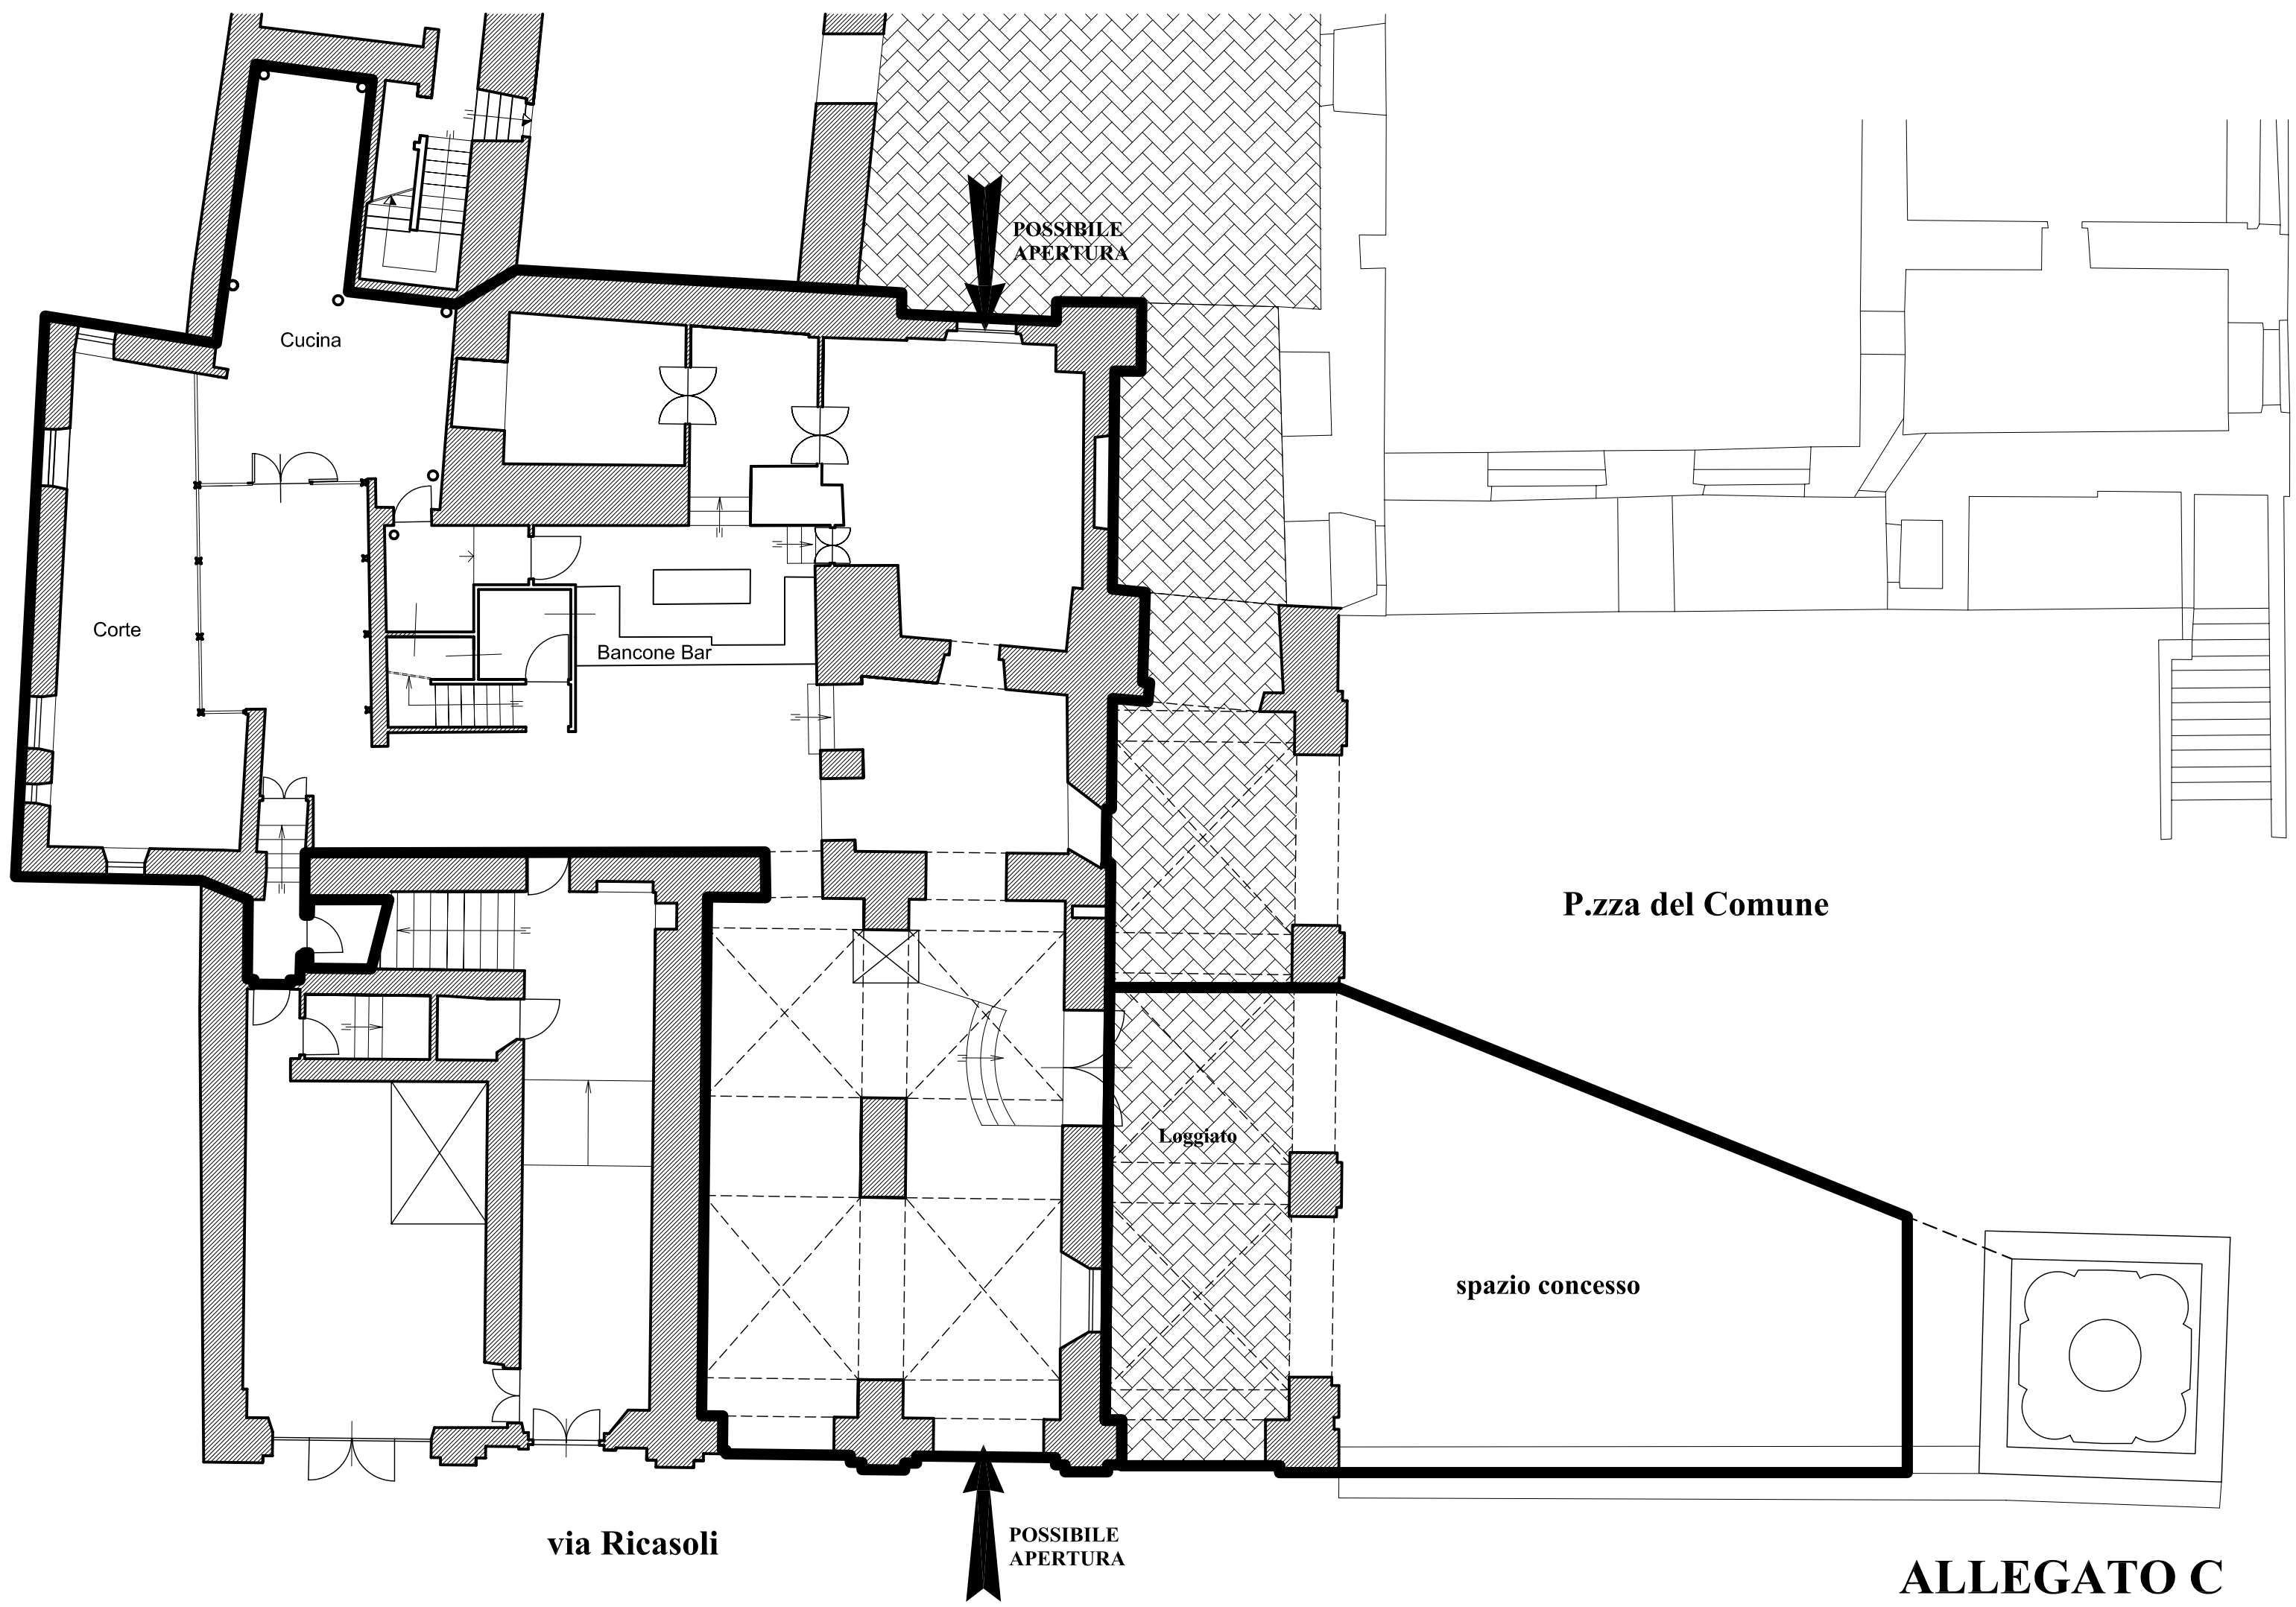 POSSIBILE
APERTURA
Cucina
Corte
Bancone Bar
P.zza del Comune
Loggiato
spazio concesso
via Ricasoli
POSSIBILE
APERTURA
ALLEGATO C